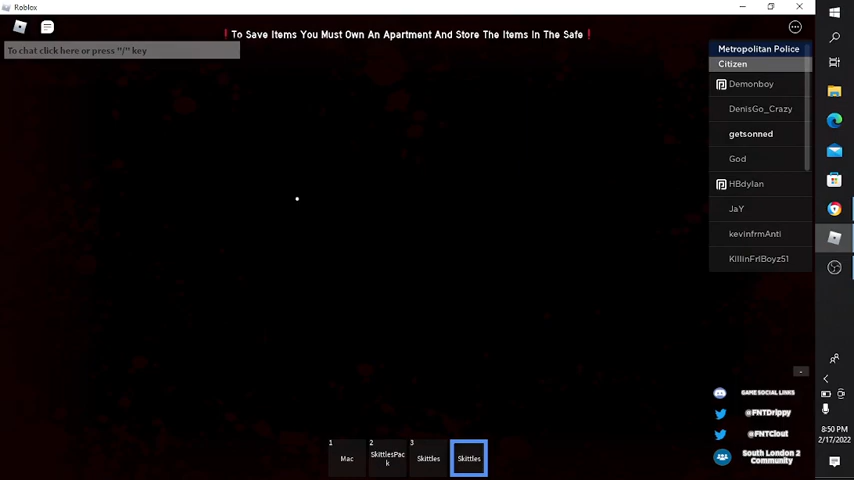 Roblox
❗To Save Items You Must Own An Apartment And Store The Items In The Safe❗
To chat click here or press "/" key
Metropolitan Police
Citizen
Demonboy
DenisGo_Crazy
getsonned
God
HBdylan
JaY
kevinfrmAnti
KillinFrlBoyz51
-
GAME SOCIAL LINKS
@FNTDrippy
@FNTClout
South London 2
Community
1
Mac
2
SkittlesPac
k
3
Skittles
Skittles
8:50 PM
2/17/2022